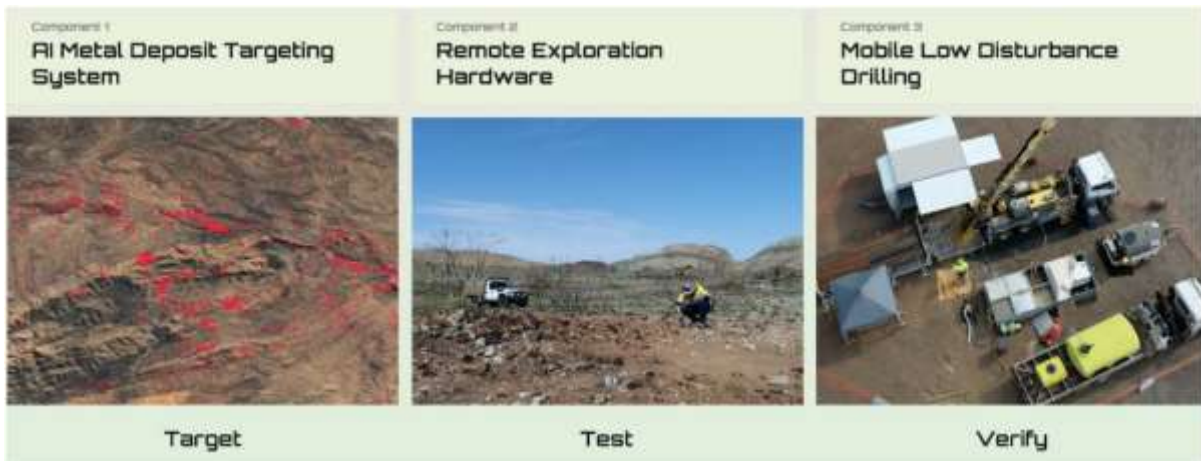 Component 1
AI Metal Deposit Targeting
System
Component 2
Remote Exploration
Hardware
Component 3
Mobile Low Disturbance
Drilling
Target
Test
Verify